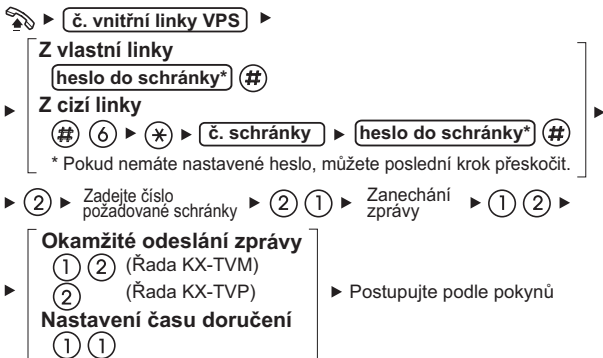 č. vnitřní linky VPS
Z vlastní linky
heslo do schránky* #
Z cizí linky
# 6 * č. schránky heslo do schránky* #
* Pokud nemáte nastavené heslo, můžete poslední krok přeskočit.
2 Zadejte číslo požadované schránky 2 1 Zanechání zprávy 1 2
Okamžité odeslání zprávy
1 2 (Řada KX-TVM)
2 (Řada KX-TVP)
Postupujte podle pokynů
Nastavení času doručení
1 1